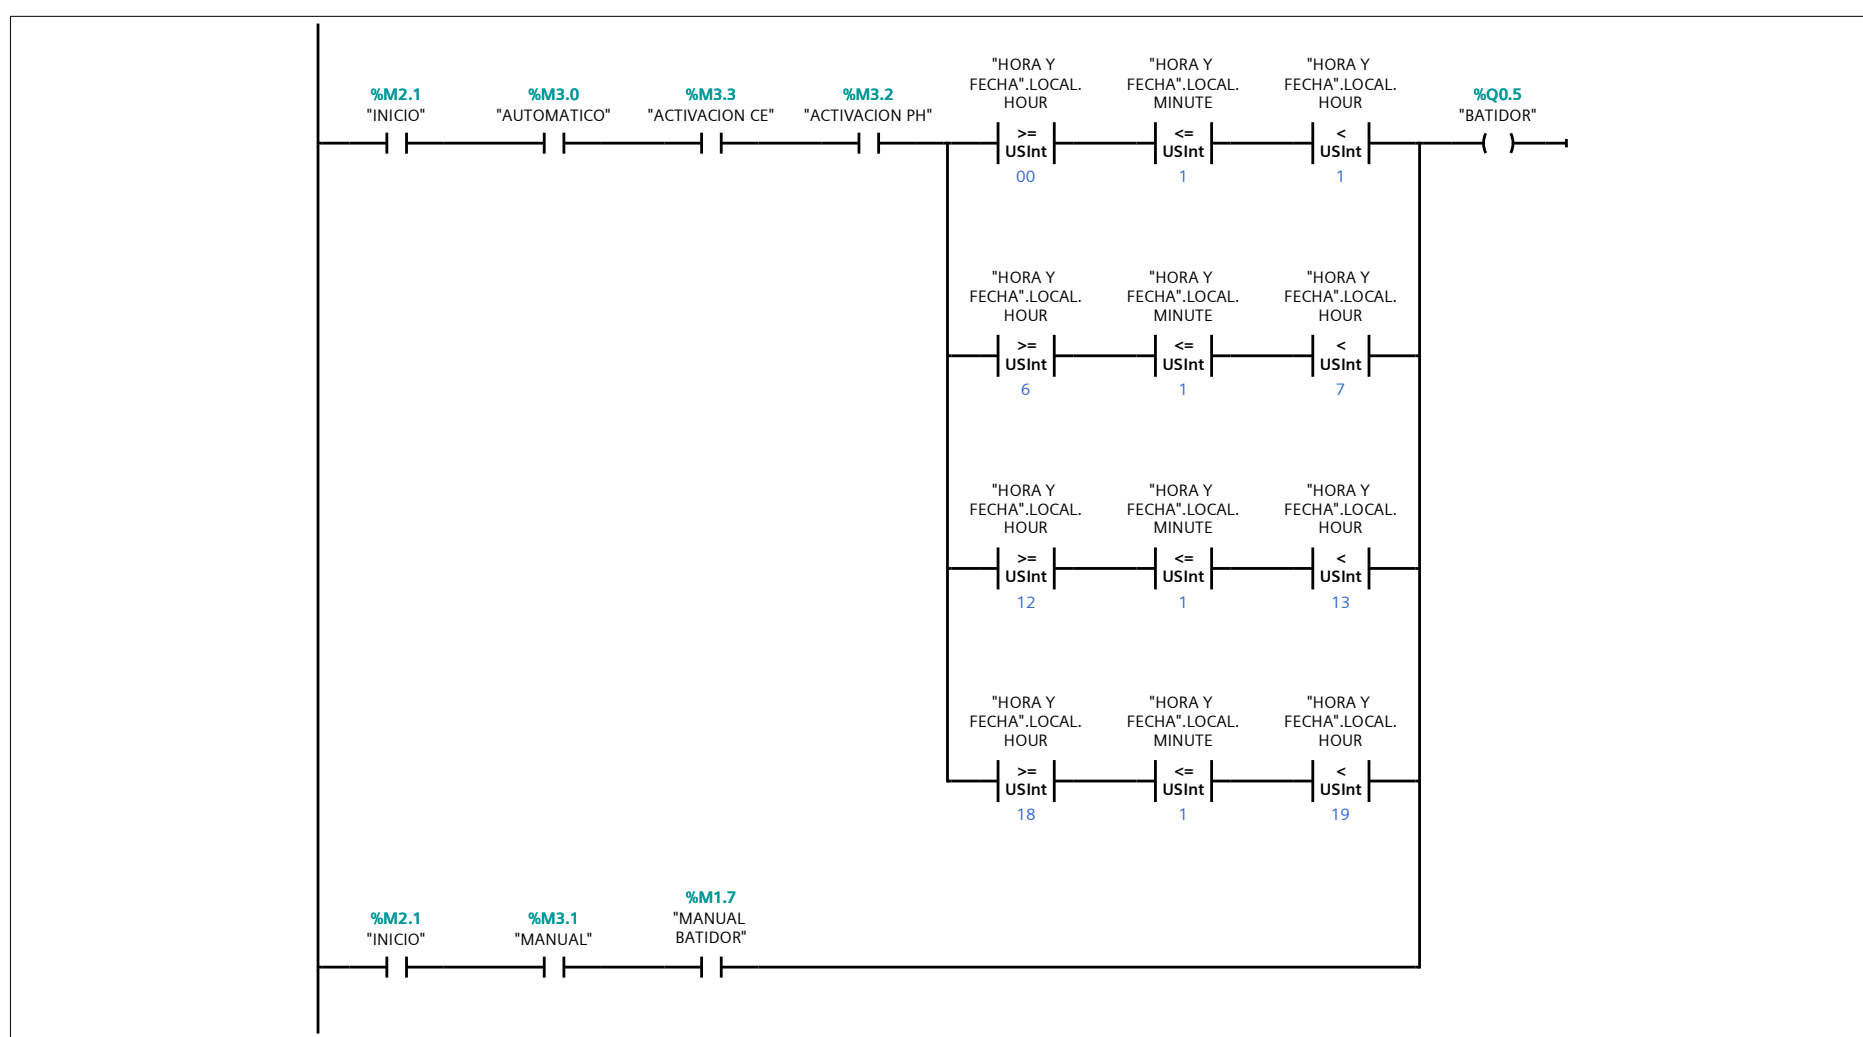 "HORA Y
FECHA".LOCAL.
HOUR
"HORA Y
FECHA".LOCAL.
MINUTE
"HORA Y
FECHA".LOCAL.
HOUR
%M2.1
"INICIO"
%M3.0
"AUTOMATICO"
%M3.3
"ACTIVACION CE"
%M3.2
"ACTIVACION PH"
%Q0.5
"BATIDOR"
>=
USInt
00
<=
USInt
1
<
USInt
1
"HORA Y
FECHA".LOCAL.
HOUR
"HORA Y
FECHA".LOCAL.
MINUTE
"HORA Y
FECHA".LOCAL.
HOUR
>=
USInt
6
<=
USInt
1
<
USInt
7
"HORA Y
FECHA".LOCAL.
HOUR
"HORA Y
FECHA".LOCAL.
MINUTE
"HORA Y
FECHA".LOCAL.
HOUR
>=
USInt
12
<=
USInt
1
<
USInt
13
"HORA Y
FECHA".LOCAL.
HOUR
"HORA Y
FECHA".LOCAL.
MINUTE
"HORA Y
FECHA".LOCAL.
HOUR
>=
USInt
18
<=
USInt
1
<
USInt
19
%M2.1
"INICIO"
%M3.1
"MANUAL"
%M1.7
"MANUAL
BATIDOR"